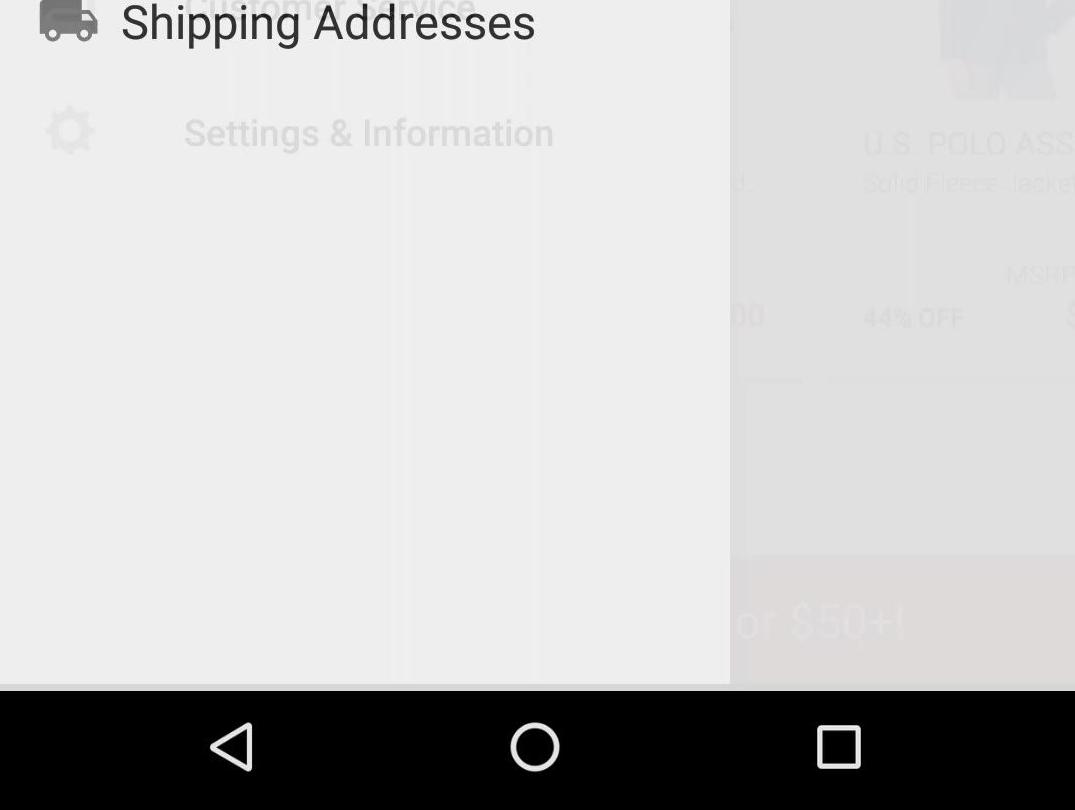 Customer Service
Shipping Addresses
Settings & Information
U.S. POLO ASS
d.
Solid Fleece Jacke
MSRP
00
44% OFF
$
or $50+!